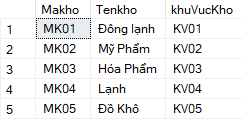 Makho Tenkho khuVucKho
1 MK01 Đông lạnh KV01
2 MK02 Mỹ Phẩm KV02
3 MK03 Hóa Phẩm KV03
4 MK04 Lạnh KV04
5 MK05 Đồ Khô KV05